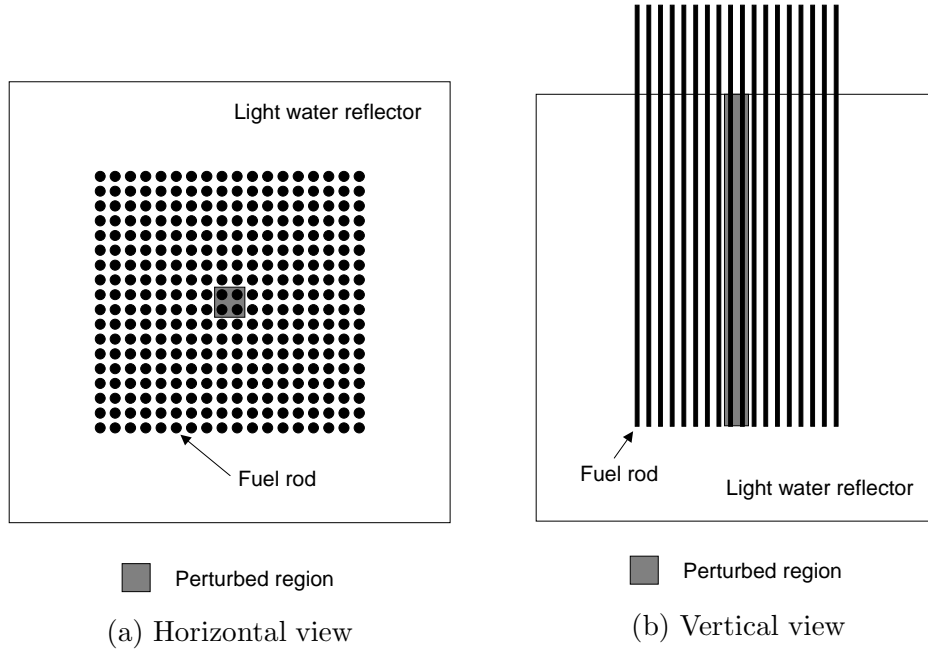 Light water reflector
Fuel rod
Perturbed region
(a) Horizontal view
Fuel rod
Light water reflector
Perturbed region
(b) Vertical view